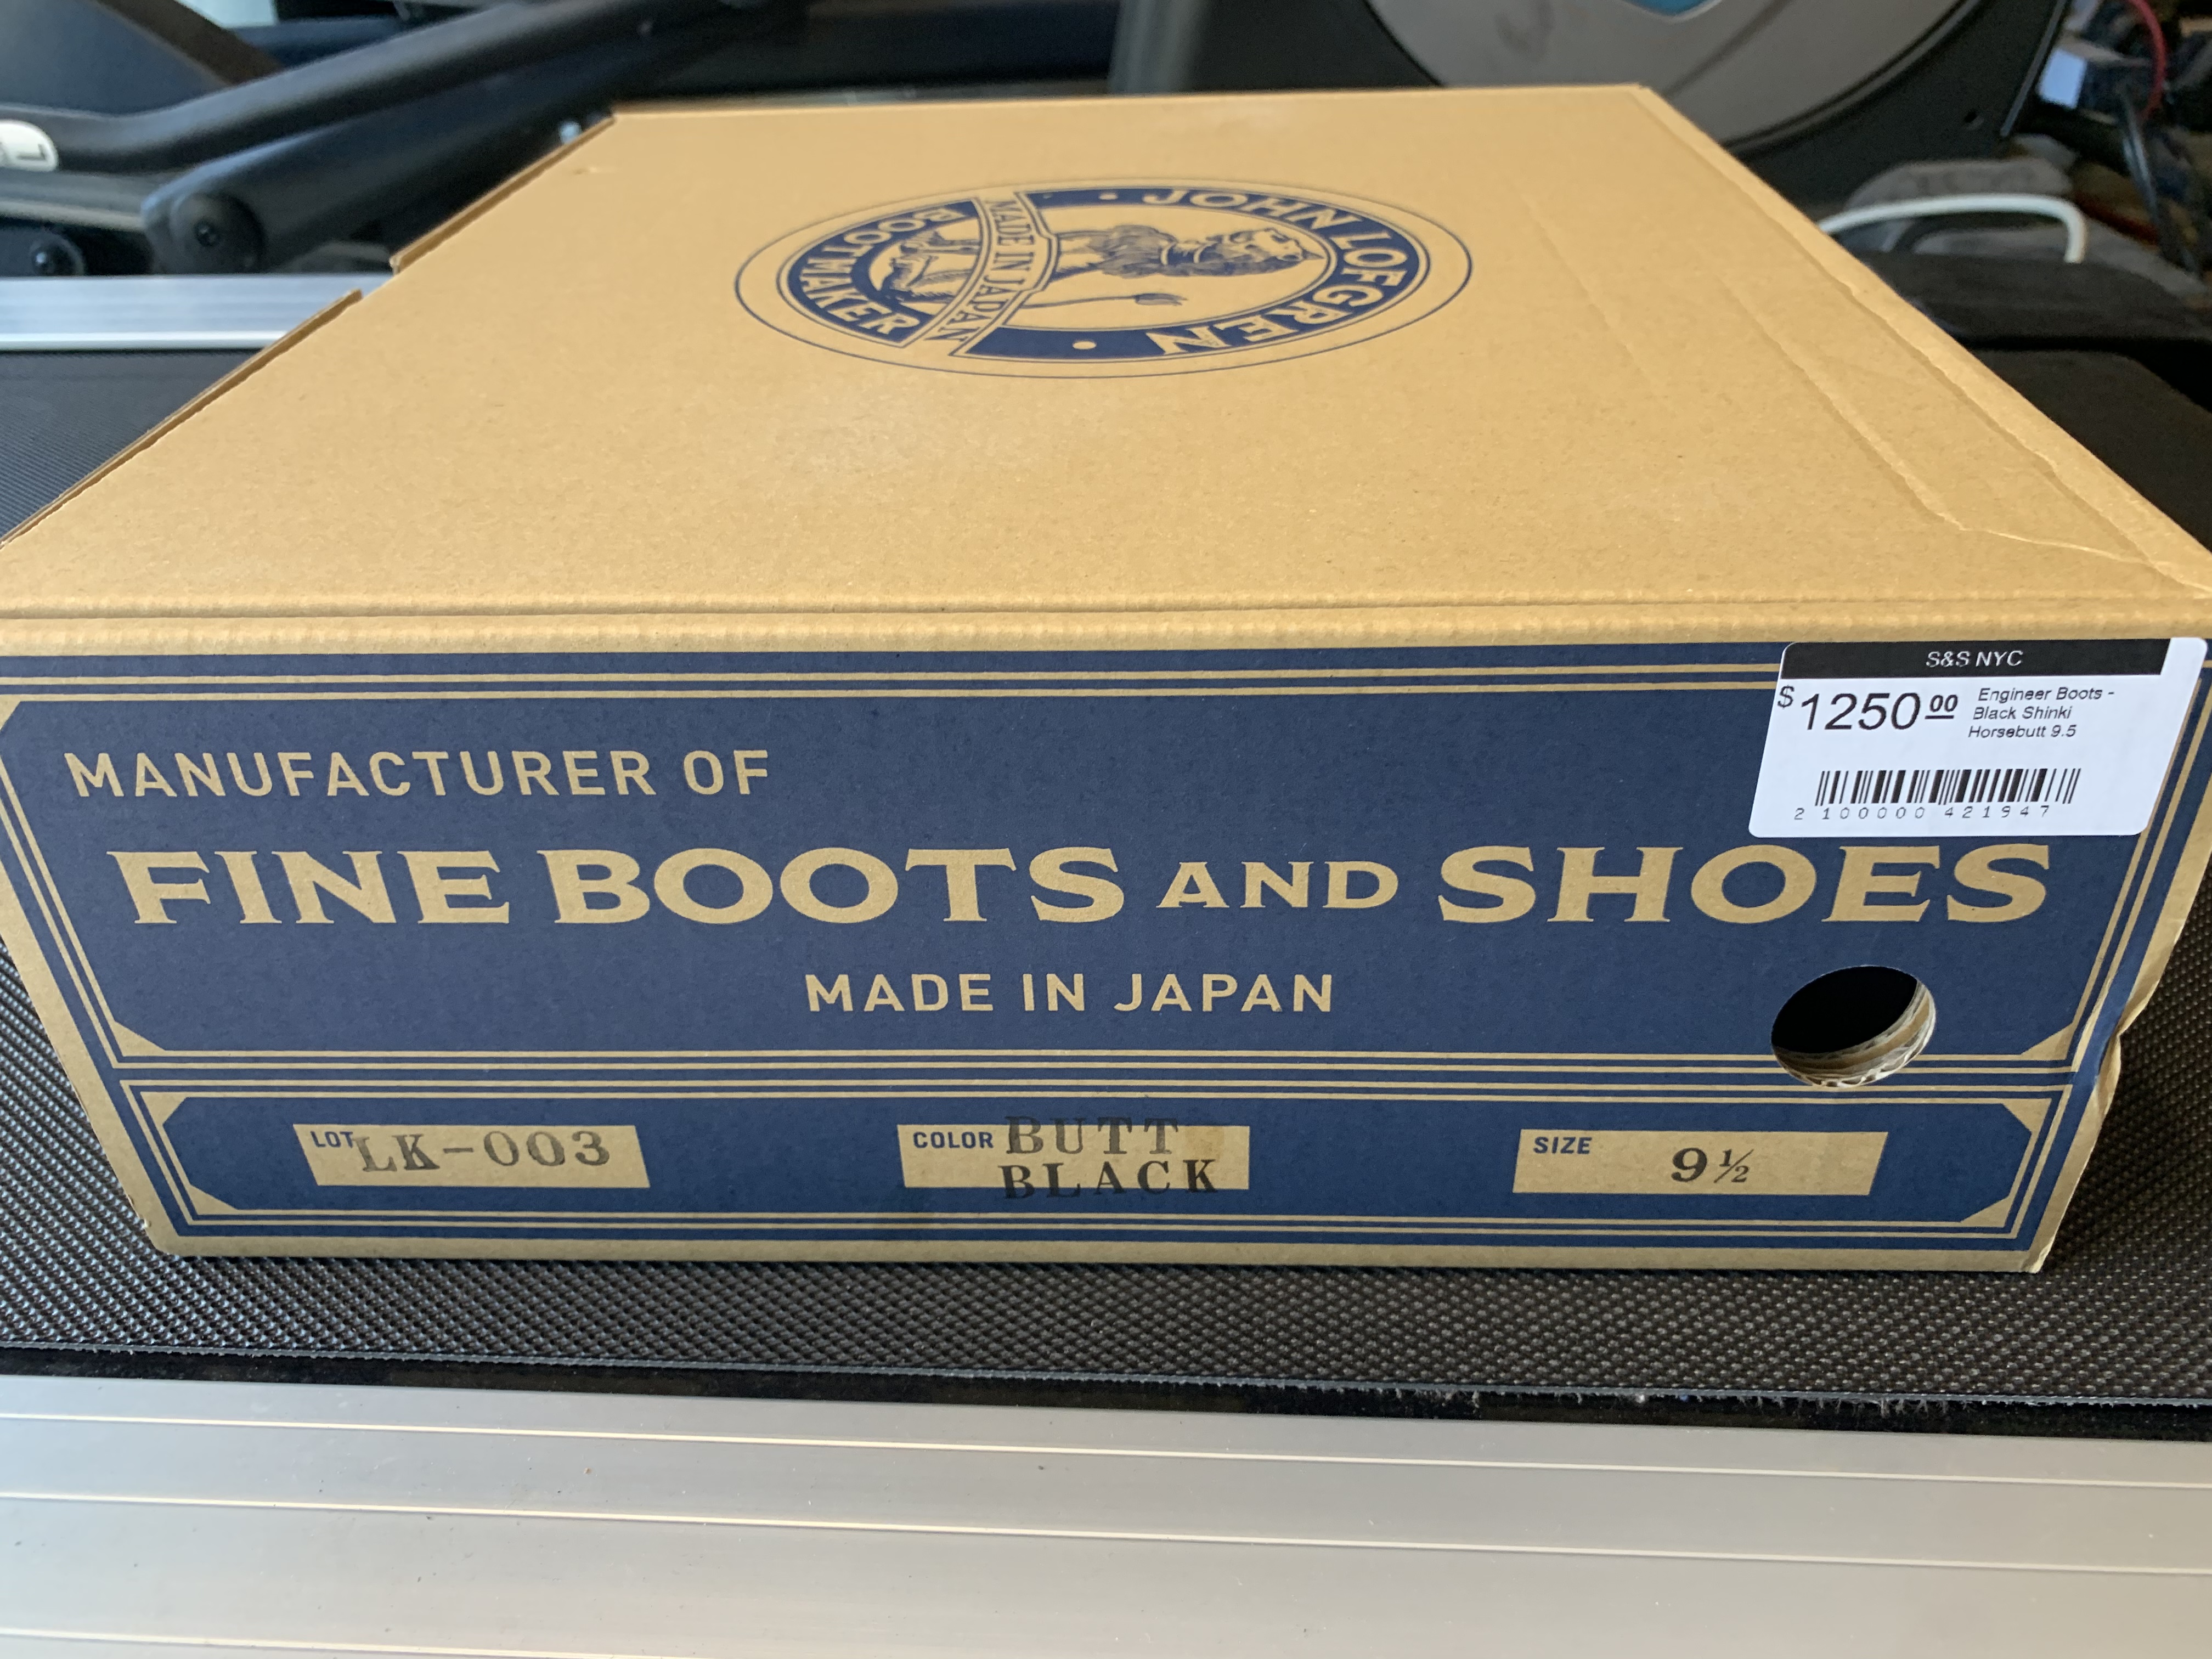 JOHN LOFGREN
MADE IN JAPAN
BOOTMAKER
S&S NYC
$1250.00
Engineer Boots -
Black Shinki
Horsebutt 9.5
2 100000 421947
MANUFACTURER OF
FINE BOOTS AND SHOES
MADE IN JAPAN
LOT LK-003
COLOR BUTT
BLACK
SIZE 9½